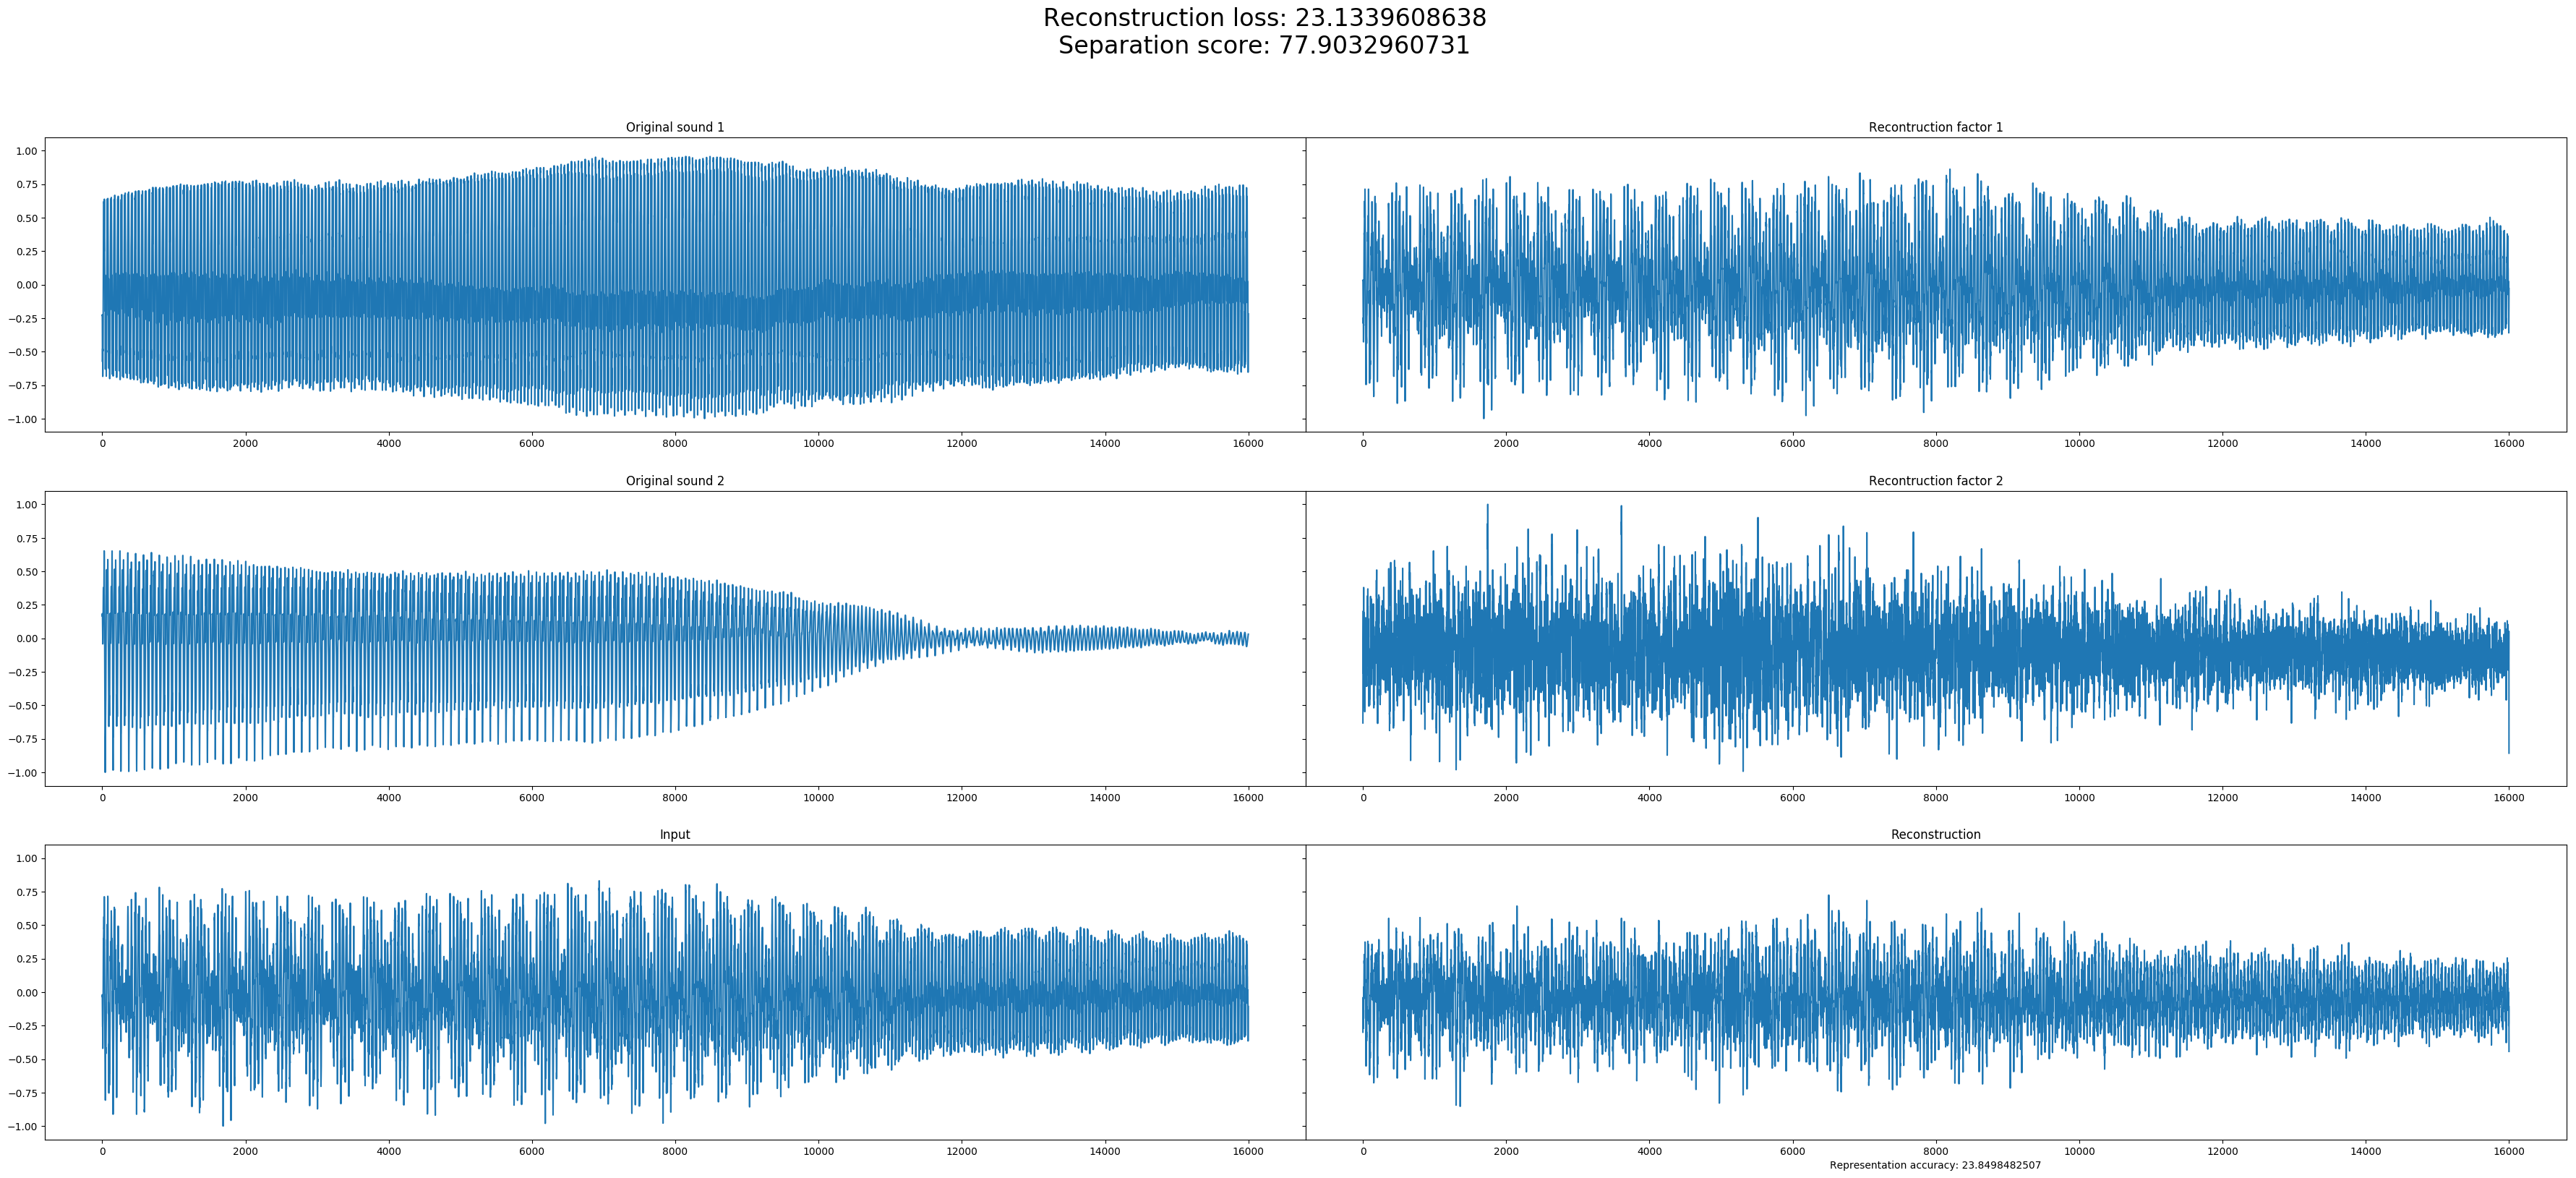 Reconstruction loss: 23.1339608638
Separation score: 77.9032960731
Original sound 1
Recontruction factor 1
1.00
0.75
0.50
0.25
0.00
−0.25
−0.50
−0.75
−1.00
0 2000 4000 6000 8000 10000 12000 14000 16000
0 2000 4000 6000 8000 10000 12000 14000 16000
Original sound 2
Reconstruction factor 2
1.00
0.75
0.50
0.25
0.00
−0.25
−0.50
−0.75
−1.00
0 2000 4000 6000 8000 10000 12000 14000 16000
0 2000 4000 6000 8000 10000 12000 14000 16000
Input
Reconstruction
1.00
0.75
0.50
0.25
0.00
−0.25
−0.50
−0.75
−1.00
0 2000 4000 6000 8000 10000 12000 14000 16000
0 2000 4000 6000 8000 10000 12000 14000 16000
Representation accuracy: 23.8498482507